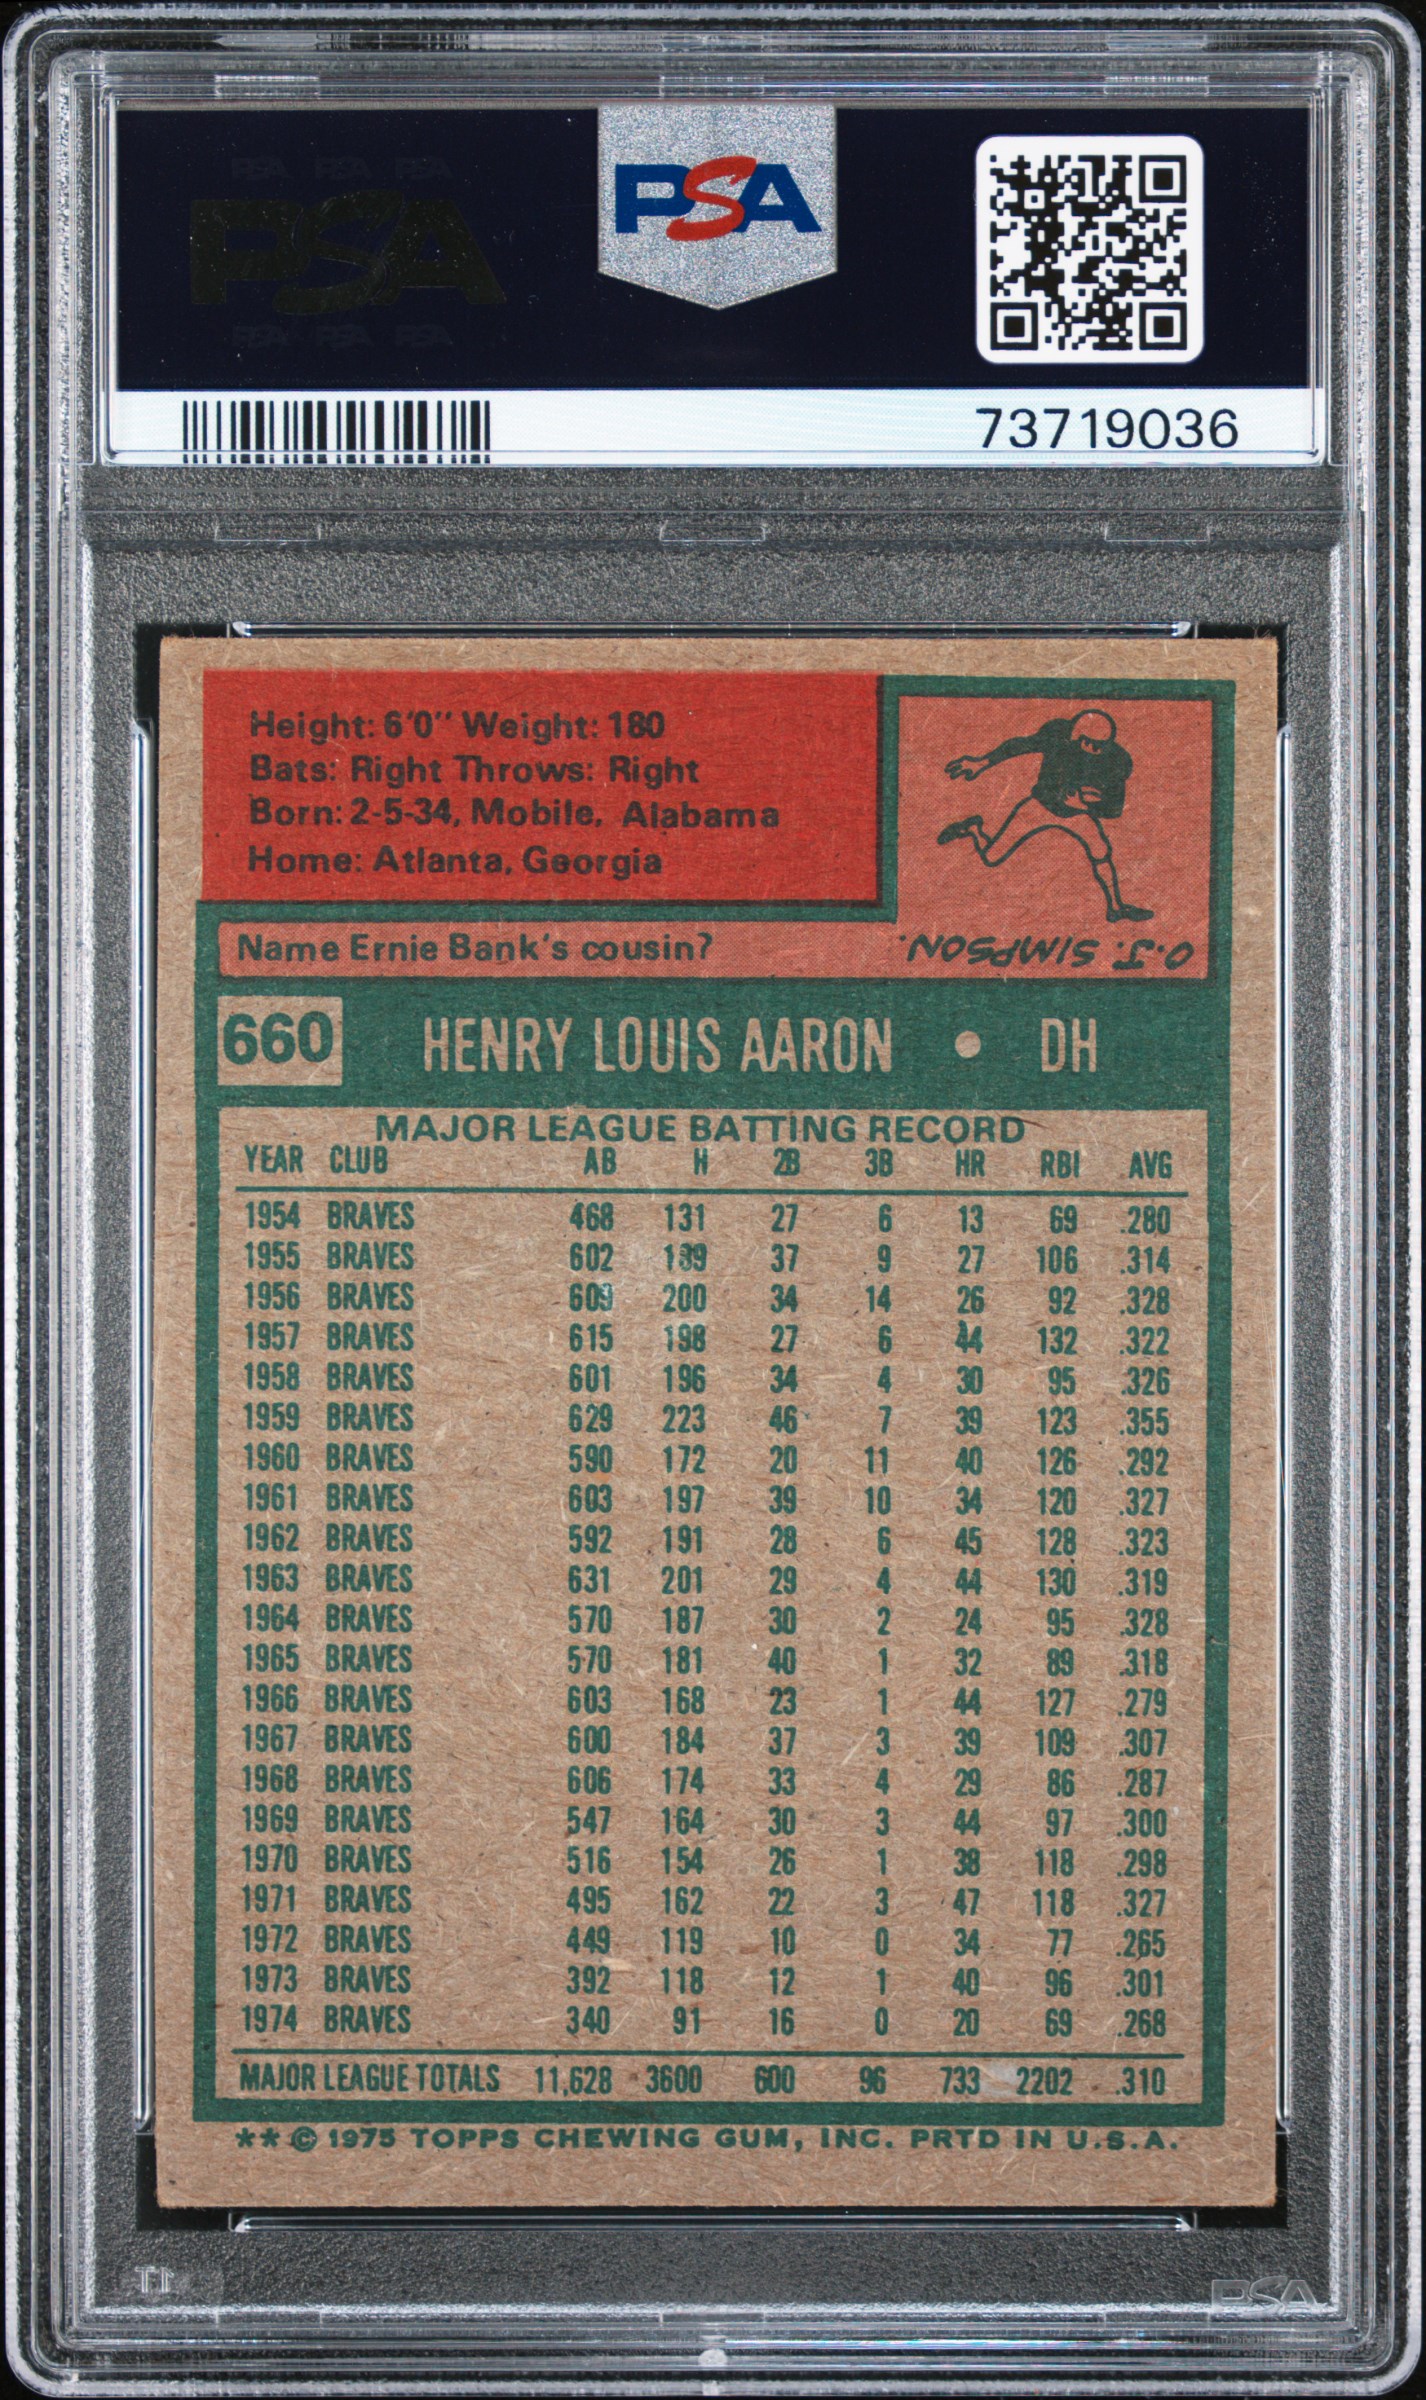 PSA PSA PSA
PSA
PSA PSA PSA
PSA
73719036
Height: 6'0" Weight: 180
Bats: Right Throws: Right
Born: 2-5-34, Mobile, Alabama
Home: Atlanta, Georgia
Name Ernie Bank's cousin?
O.J. SIMPSON.
660 HENRY LOUIS AARON • DH
MAJOR LEAGUE BATTING RECORD
YEAR CLUB AB H 2B 3B HR RBI AVG
1954 BRAVES 468 131 27 6 13 69 .280
1955 BRAVES 602 189 37 9 27 106 .314
1956 BRAVES 609 200 34 14 26 92 .328
1957 BRAVES 615 198 27 6 44 132 .322
1958 BRAVES 601 196 34 4 30 95 .326
1959 BRAVES 629 223 46 7 39 123 .355
1960 BRAVES 590 172 20 11 40 126 .292
1961 BRAVES 603 197 39 10 34 120 .327
1962 BRAVES 592 191 28 6 45 128 .323
1963 BRAVES 631 201 29 4 44 130 .319
1964 BRAVES 570 187 30 2 24 95 .328
1965 BRAVES 570 181 40 1 32 89 .318
1966 BRAVES 603 168 23 1 44 127 .279
1967 BRAVES 600 184 37 3 39 109 .307
1968 BRAVES 606 174 33 4 29 86 .287
1969 BRAVES 547 164 30 3 44 97 .300
1970 BRAVES 516 154 26 1 38 118 .298
1971 BRAVES 495 162 22 3 47 118 .327
1972 BRAVES 449 119 10 0 34 77 .265
1973 BRAVES 392 118 12 1 40 96 .301
1974 BRAVES 340 91 16 0 20 69 .268
MAJOR LEAGUE TOTALS 11,628 3600 600 96 733 2202 .310
** © 1975 TOPPS CHEWING GUM, INC. PRTD IN U.S.A.
PSA